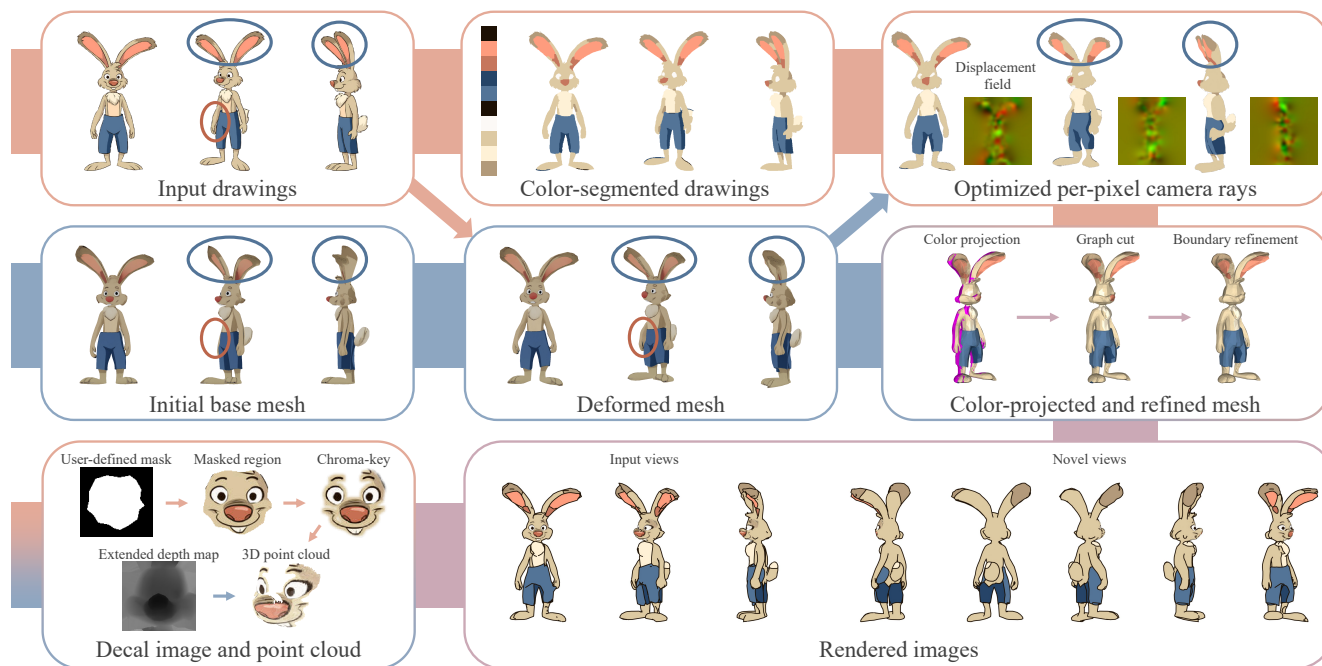 Input drawings
Color-segmented drawings
Displacement
field
Optimized per-pixel camera rays
Initial base mesh
Deformed mesh
Color projection
Graph cut
Boundary refinement
Color-projected and refined mesh
User-defined mask
Masked region
Chroma-key
Extended depth map
3D point cloud
Decal image and point cloud
Input views
Novel views
Rendered images